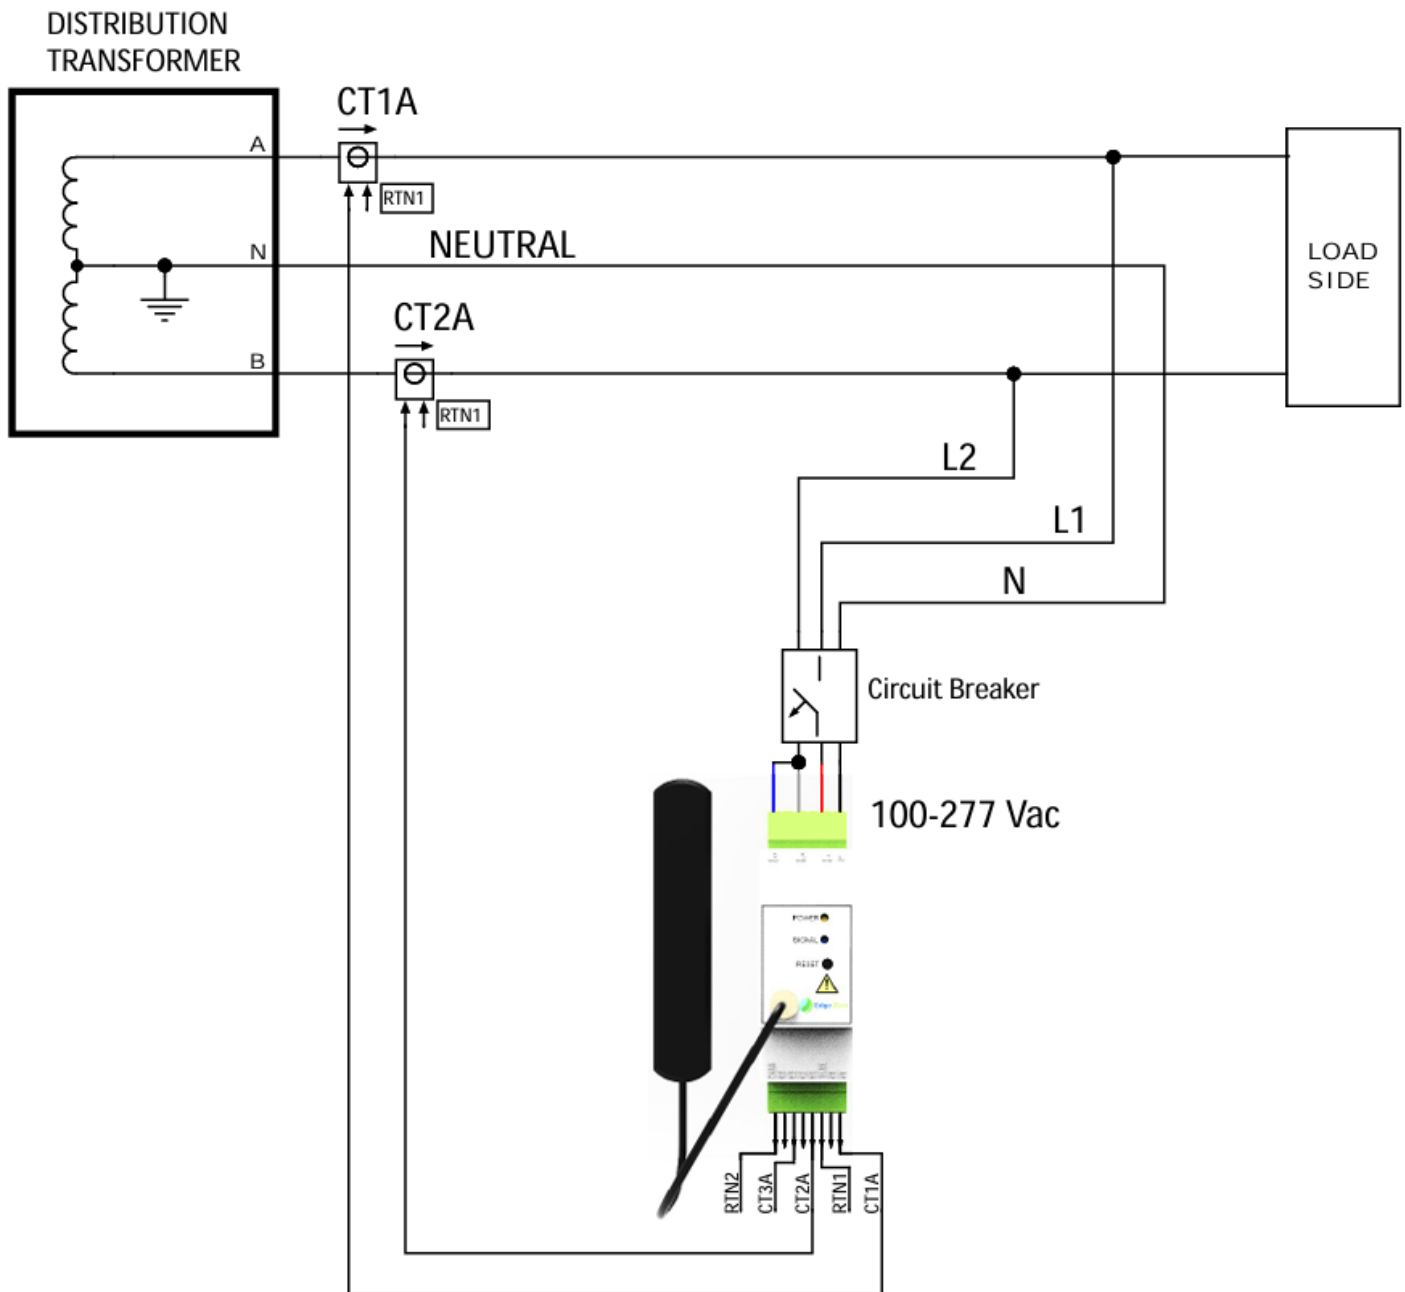 DISTRIBUTION
TRANSFORMER
CT1A
A
RTN1
N
NEUTRAL
LOAD
SIDE
CT2A
B
RTN1
L2
L1
N
Circuit Breaker
100-277 Vac
POWER
SIGNAL
RESET
RTN2
CT3A
CT2A
RTN1
CT1A